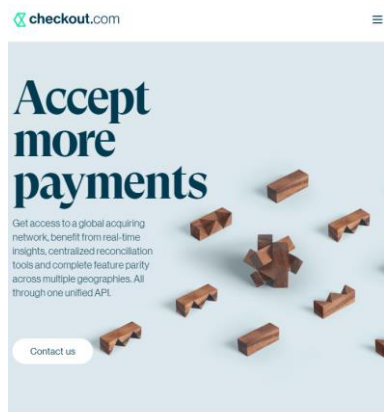 checkout.com
Accept
more
payments
Get access to a global acquiring
network, benefit from real-time
insights, centralized reconciliation
tools and complete feature parity
across multiple geographies. All
through one unified API.
Contact us